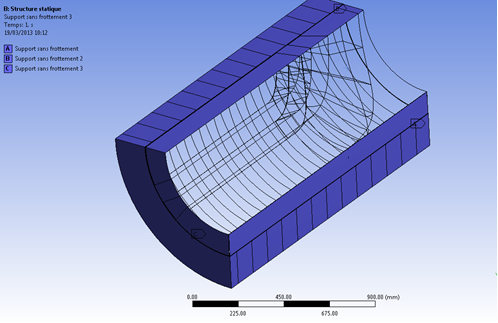 B: Structure statique
Support sans frottement 3
Temps: 1. s
19/03/2013 10:12
A Support sans frottement
B Support sans frottement 2
C Support sans frottement 3
0.00 450.00 900.00 (mm)
225.00 675.00